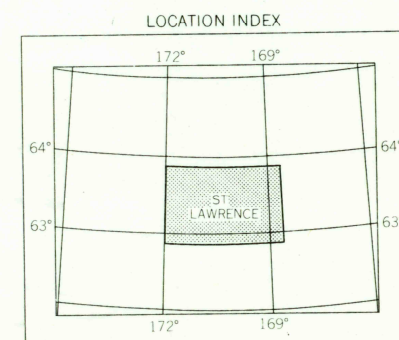 LOCATION INDEX
172° 169°
64° 64°
ST
LAWRENCE
63° 63
172° 169°